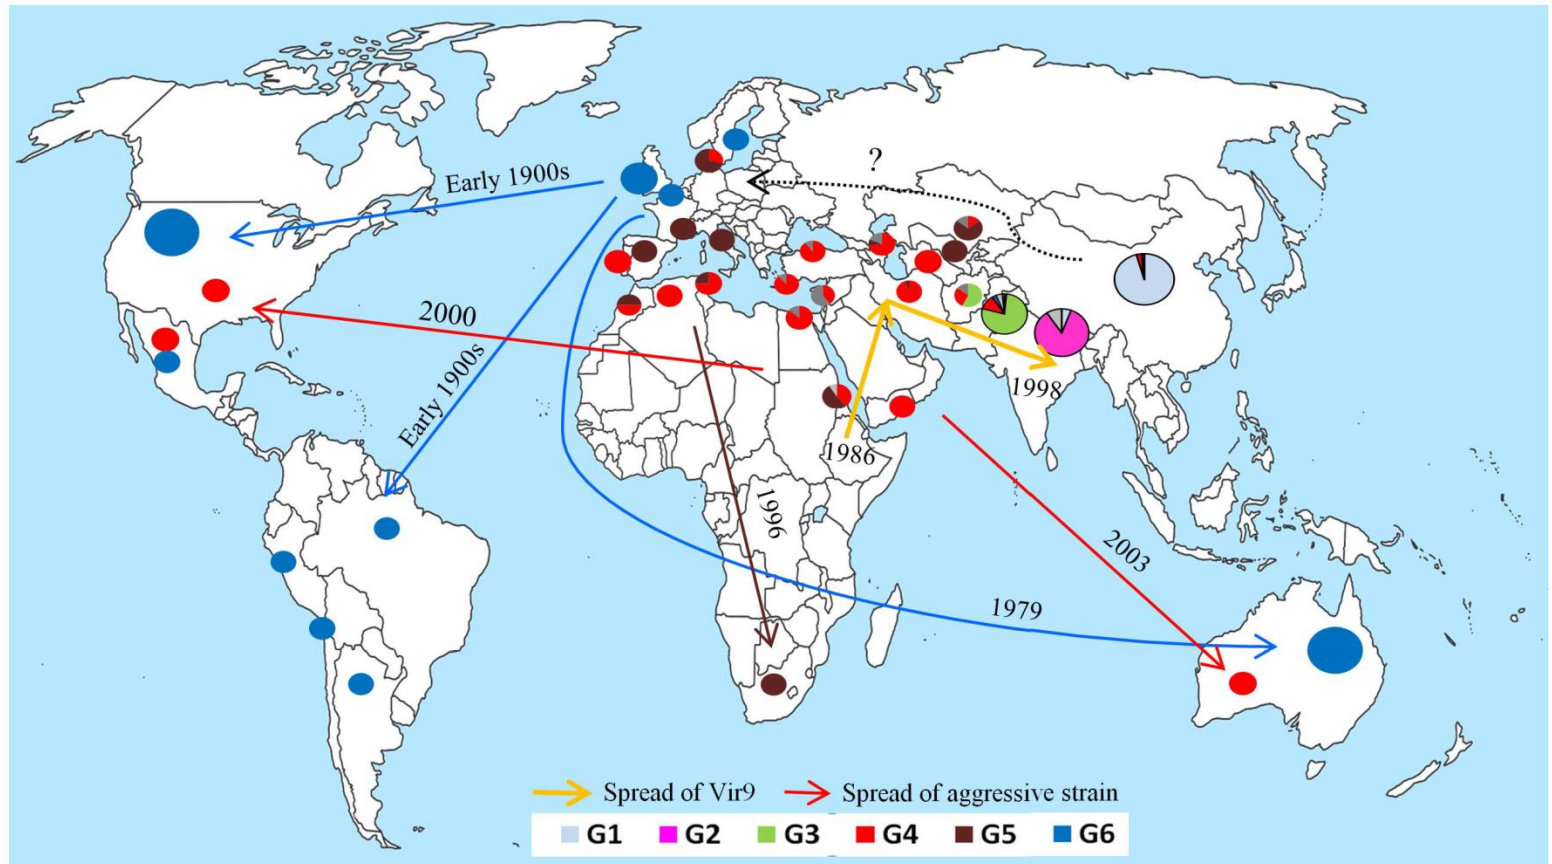 ?
Early 1900s
2000
Early 1900s
1998
1986
1996
2003
1979
Spread of Vir9
Spread of aggressive strain
G1 G2 G3 G4 G5 G6